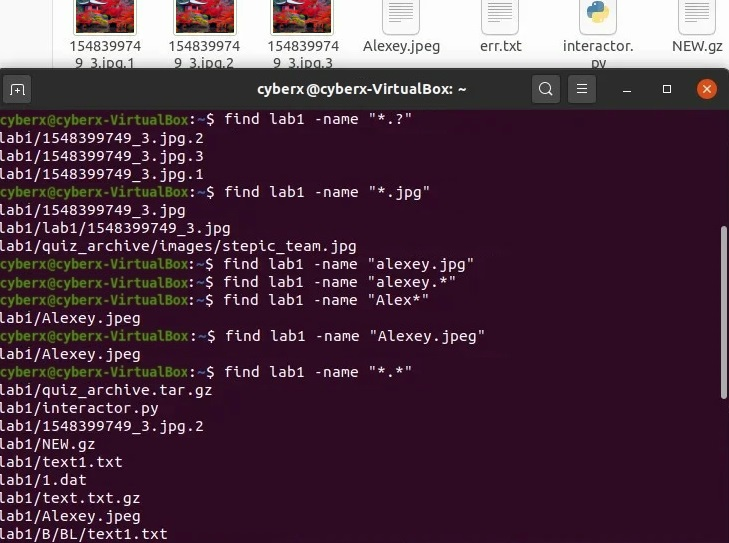 154839974 154839974 154839974 Alexey.jpeg err.txt interactor. NEW.gz
9_3.jpg.1 9_3.jpg.2 9_3.jpg.3 py
cyberx@cyberx-VirtualBox: ~
cyberx@cyberx-VirtualBox:~$ find lab1 -name "*.?"
lab1/1548399749_3.jpg.2
lab1/1548399749_3.jpg.3
lab1/1548399749_3.jpg.1
cyberx@cyberx-VirtualBox:~$ find lab1 -name "*.jpg"
lab1/1548399749_3.jpg
lab1/lab1/1548399749_3.jpg
lab1/quiz_archive/images/stepic_team.jpg
cyberx@cyberx-VirtualBox:~$ find lab1 -name "alexey.jpg"
cyberx@cyberx-VirtualBox:~$ find lab1 -name "alexey.*"
cyberx@cyberx-VirtualBox:~$ find lab1 -name "Alex*"
lab1/Alexey.jpeg
cyberx@cyberx-VirtualBox:~$ find lab1 -name "Alexey.jpeg"
lab1/Alexey.jpeg
cyberx@cyberx-VirtualBox:~$ find lab1 -name "*.*"
lab1/quiz_archive.tar.gz
lab1/interactor.py
lab1/1548399749_3.jpg.2
lab1/NEW.gz
lab1/text1.txt
lab1/1.dat
lab1/text.txt.gz
lab1/Alexey.jpeg
lab1/B/BL/text1.txt